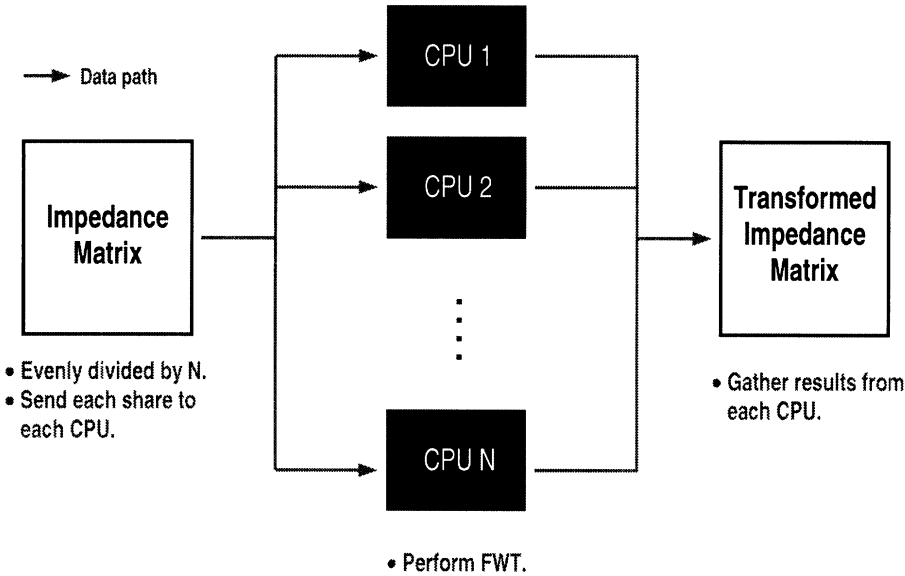 Data path
Impedance
Matrix
• Evenly divided by N.
• Send each share to
each CPU.
CPU 1
CPU 2
CPU N
• Perform FWT.
Transformed
Impedance
Matrix
• Gather results from
each CPU.